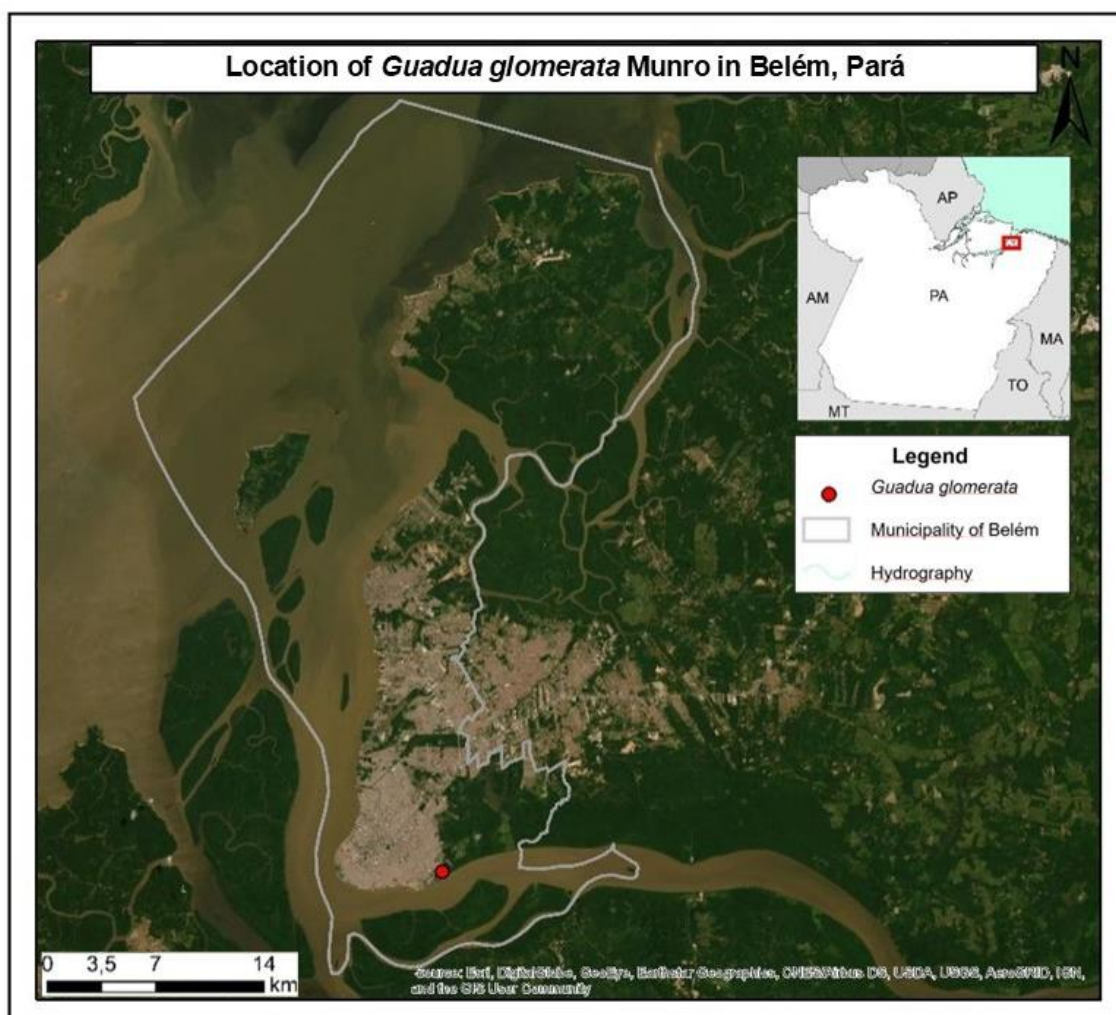 Location of Guadua glomerata Munro in Belém, Pará
N
AP
AM
PA
MA
TO
MT
Legend
Guadua glomerata
Municipality of Belém
Hydrography
0 3,5 7 14
km
Source: Esri, DigitalGlobe, GeoEye, Earthstar Geographics, CNES/Airbus DS, USDA, USGS, AeroGRID, IGN,
and the GIS User Community